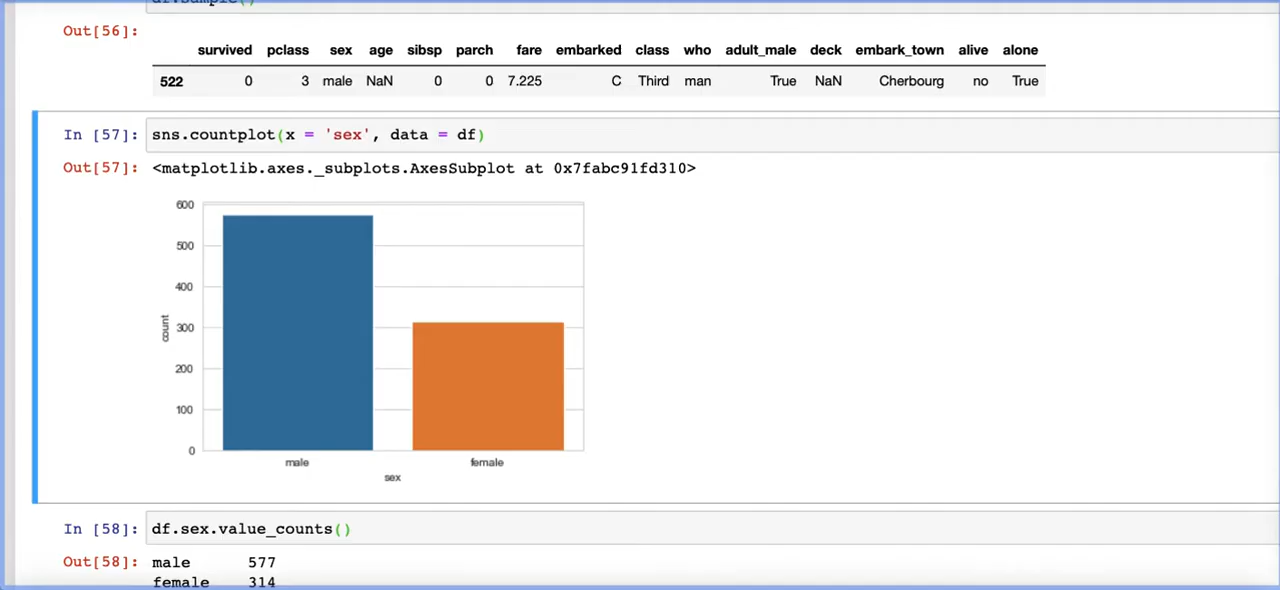 df.sample()
Out[56]:
survived pclass sex age sibsp parch fare embarked class who adult_male deck embark_town alive alone
522 0 3 male NaN 0 0 7.225 C Third man True NaN Cherbourg no True
In [57]: sns.countplot(x = 'sex', data = df)
Out[57]: <matplotlib.axes._subplots.AxesSubplot at 0x7fabc91fd310>
600
500
400
300
200
100
0
count
male female
sex
In [58]: df.sex.value_counts()
Out[58]: male 577
female 314